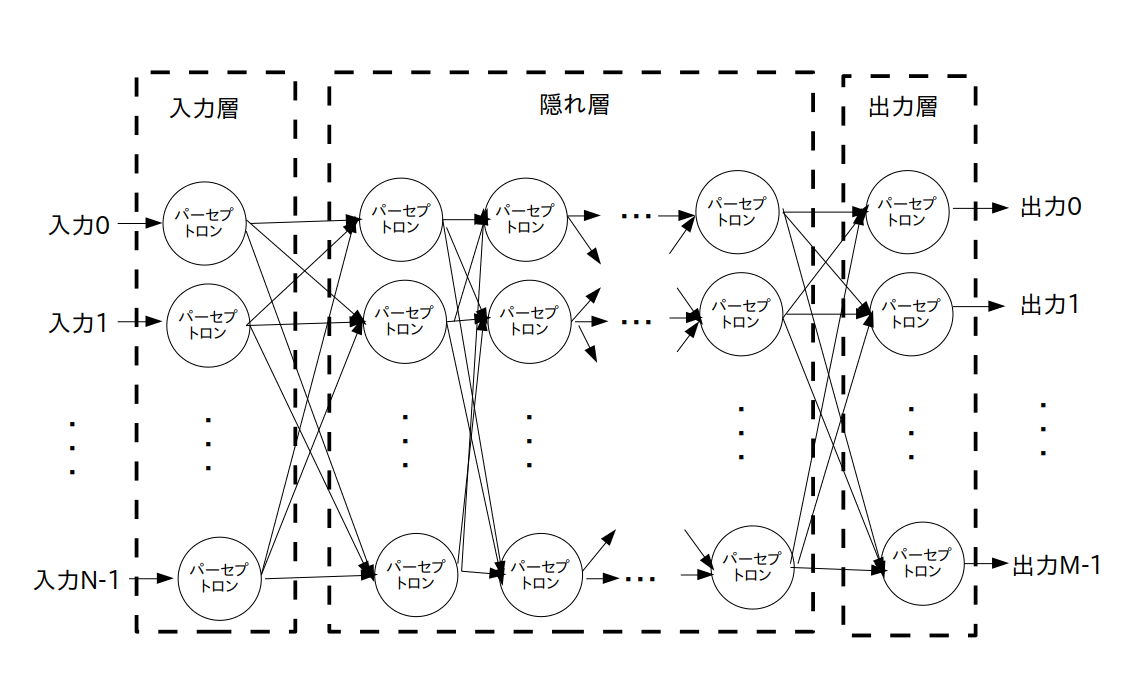 入力層
隠れ層
出力層
入力0
パーセプ
トロン
パーセプ
トロン
パーセプ
トロン
...
パーセプ
トロン
パーセプ
トロン
出力0
入力1
パーセプ
トロン
パーセプ
トロン
パーセプ
トロン
...
パーセプ
トロン
パーセプ
トロン
出力1
入力N-1
パーセプ
トロン
パーセプ
トロン
パーセプ
トロン
...
パーセプ
トロン
パーセプ
トロン
出力M-1